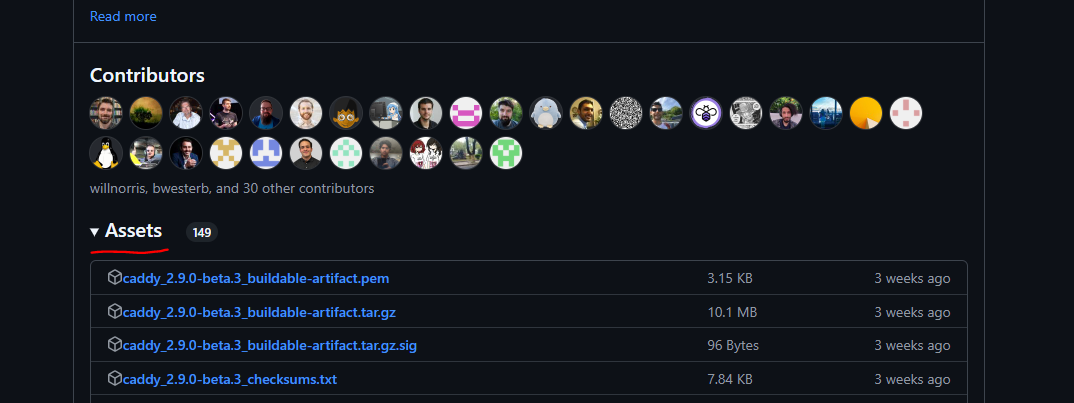 Read more
Contributors
willnorris, bwesterb, and 30 other contributors
Assets 149
caddy_2.9.0-beta.3_buildable-artifact.pem 3.15 KB 3 weeks ago
caddy_2.9.0-beta.3_buildable-artifact.tar.gz 10.1 MB 3 weeks ago
caddy_2.9.0-beta.3_buildable-artifact.tar.gz.sig 96 Bytes 3 weeks ago
caddy_2.9.0-beta.3_checksums.txt 7.84 KB 3 weeks ago